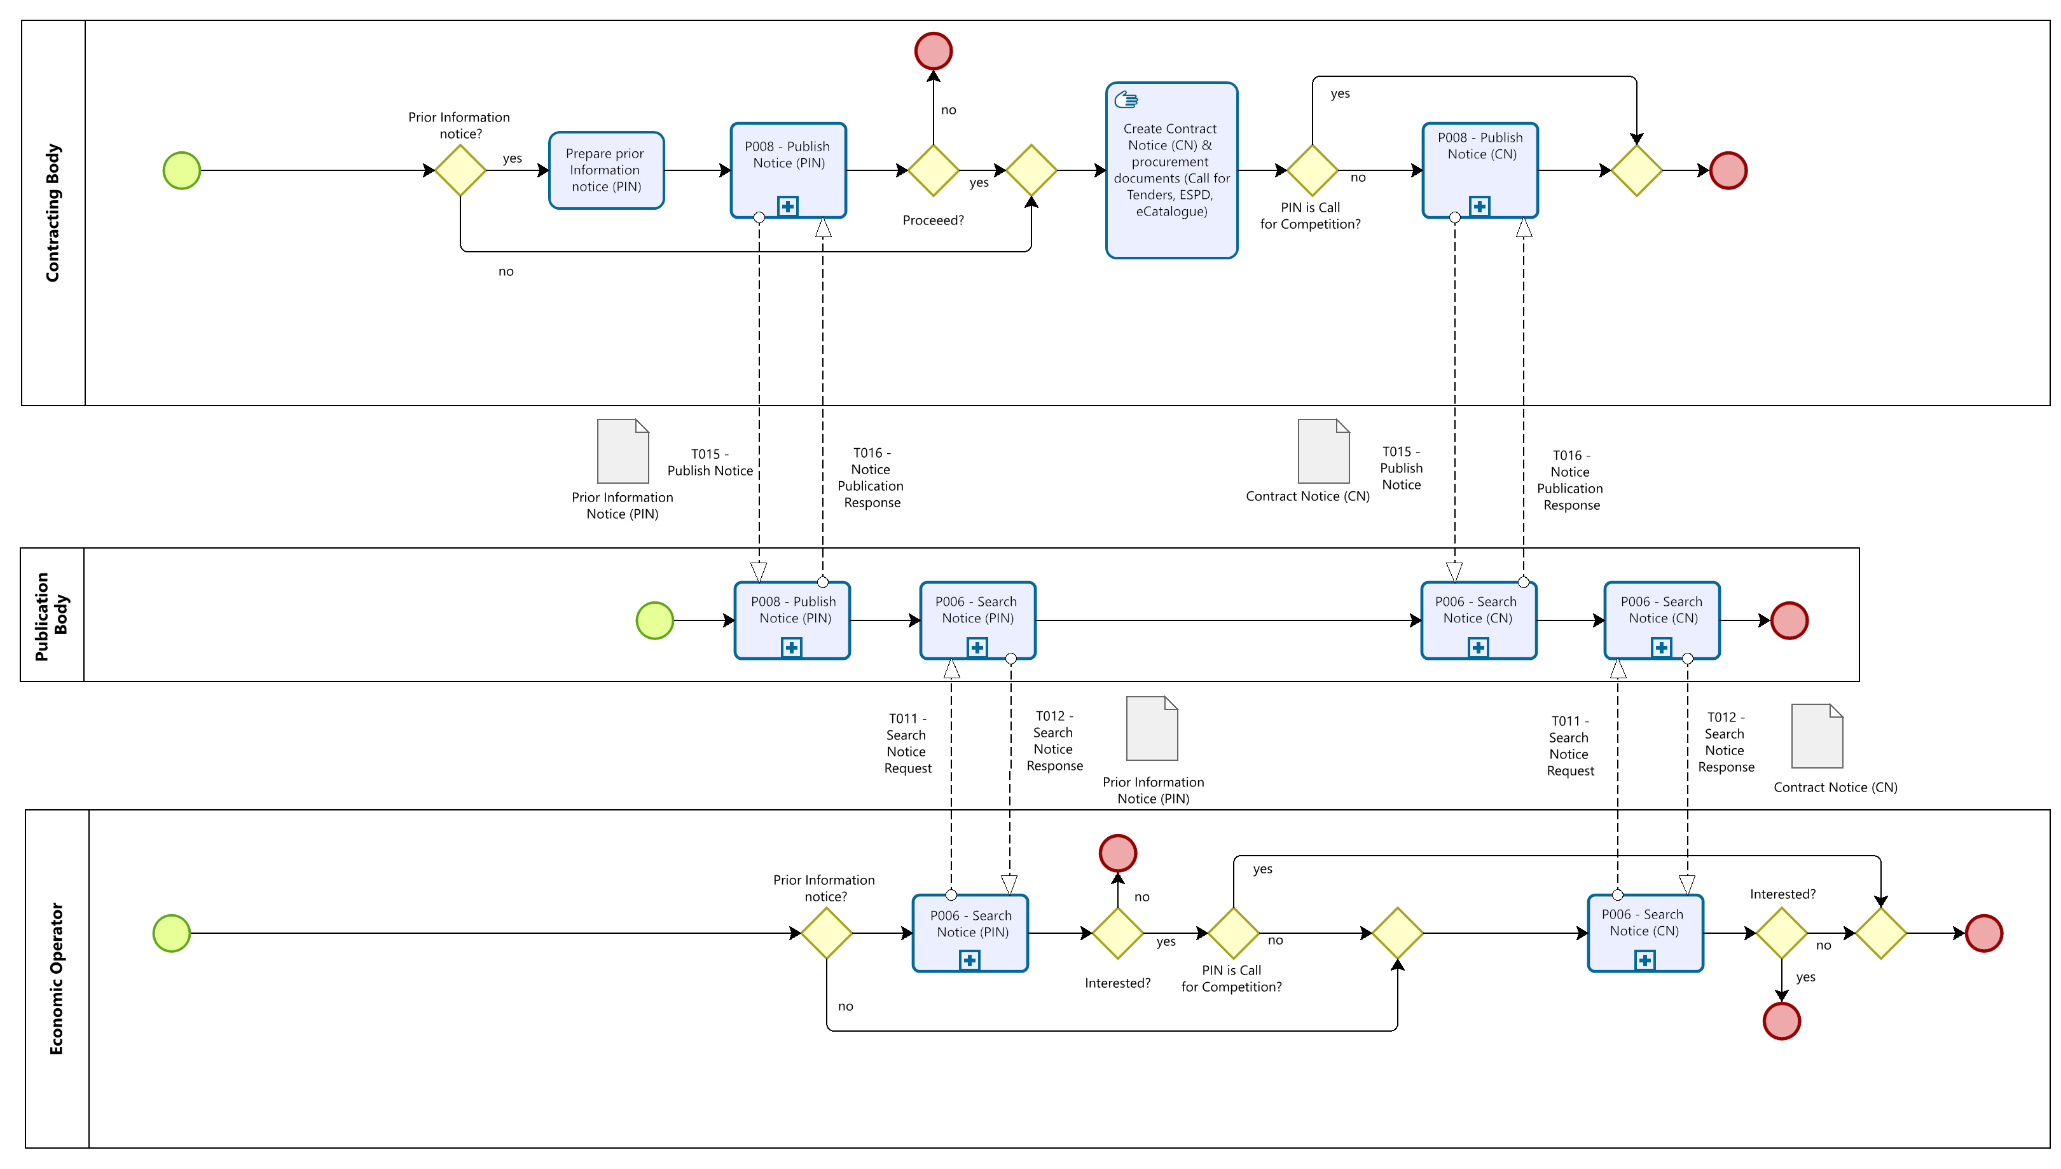 Contracting Body
Prior Information
notice?
yes
no
Prepare prior
Information
notice (PIN)
P008 - Publish
Notice (PIN)
no
yes
Proceeed?
Create Contract
Notice (CN) &
procurement
documents (Call for
Tenders, ESPD,
eCatalogue)
yes
no
PIN is Call
for Competition?
P008 - Publish
Notice (CN)
Prior Information
Notice (PIN)
T015 -
Publish Notice
T016 -
Notice
Publication
Response
Contract Notice (CN)
T015 -
Publish
Notice
T016 -
Notice
Publication
Response
Publication
Body
P008 - Publish
Notice (PIN)
P006 - Search
Notice (PIN)
P006 - Search
Notice (CN)
P006 - Search
Notice (CN)
T011 -
Search
Notice
Request
T012 -
Search
Notice
Response
Prior Information
Notice (PIN)
T011 -
Search
Notice
Request
T012 -
Search
Notice
Response
Contract Notice (CN)
Economic Operator
Prior Information
notice?
no
P006 - Search
Notice (PIN)
no
yes
Interested?
yes
no
PIN is Call
for Competition?
P006 - Search
Notice (CN)
Interested?
no
yes